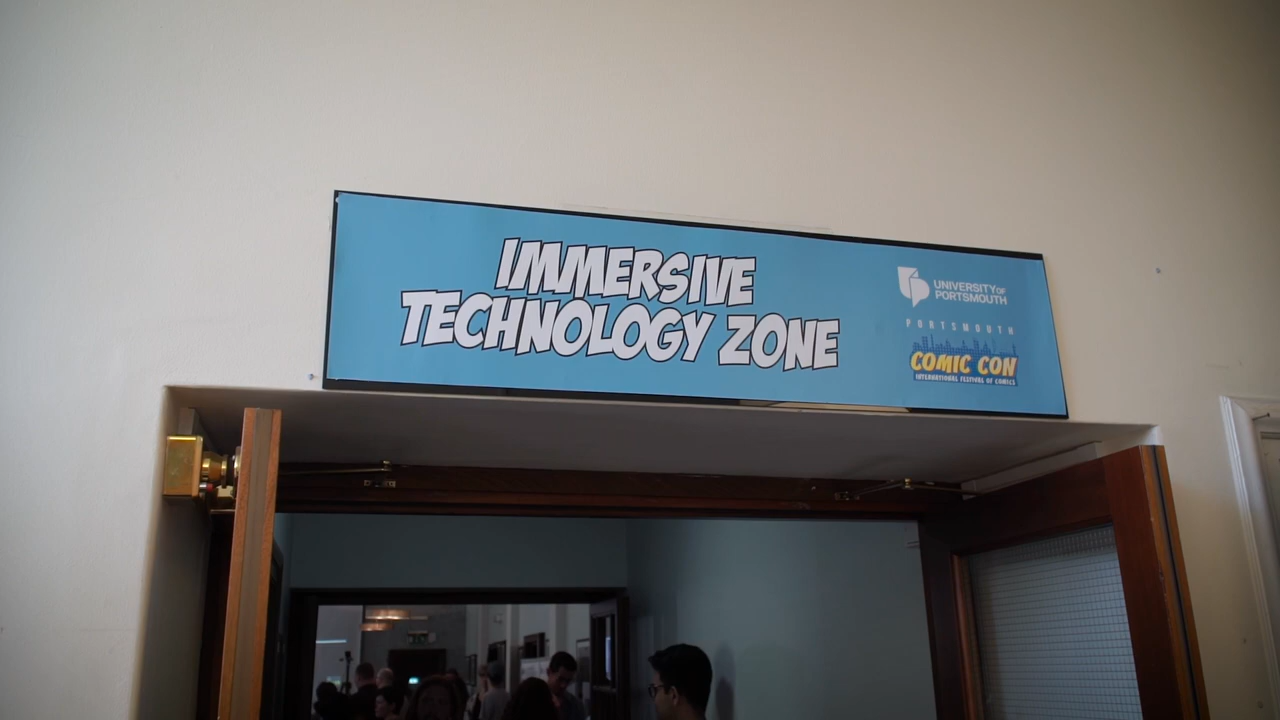 IMMERSIVE
TECHNOLOGY ZONE
UNIVERSITY OF
PORTSMOUTH
PORTSMOUTH
COMIC CON
INTERNATIONAL FESTIVAL OF COMICS